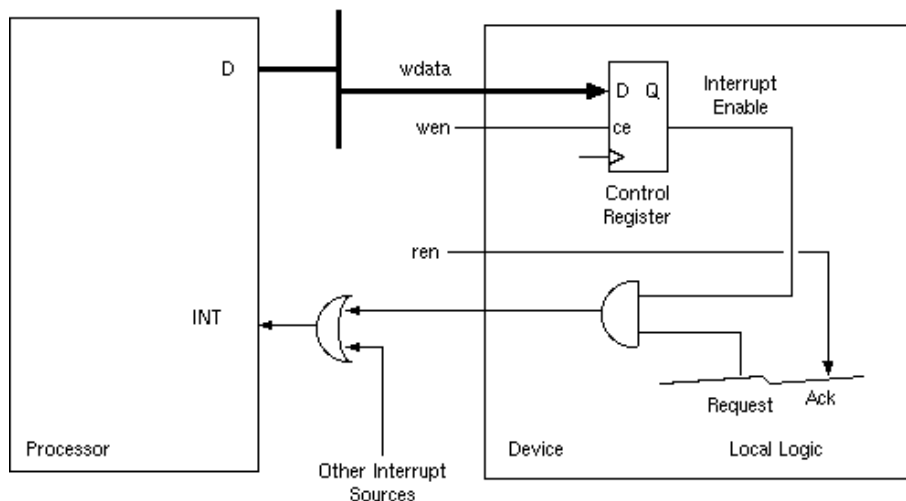 D
wdata
D Q
Interrupt
Enable
wen
ce
Control
Register
ren
INT
Request
Ack
Processor
Device
Local Logic
Other Interrupt
Sources